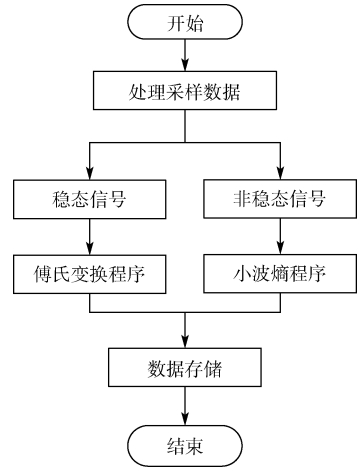 开始
处理采样数据
稳态信号
非稳态信号
傅氏变换程序
小波熵程序
数据存储
结束